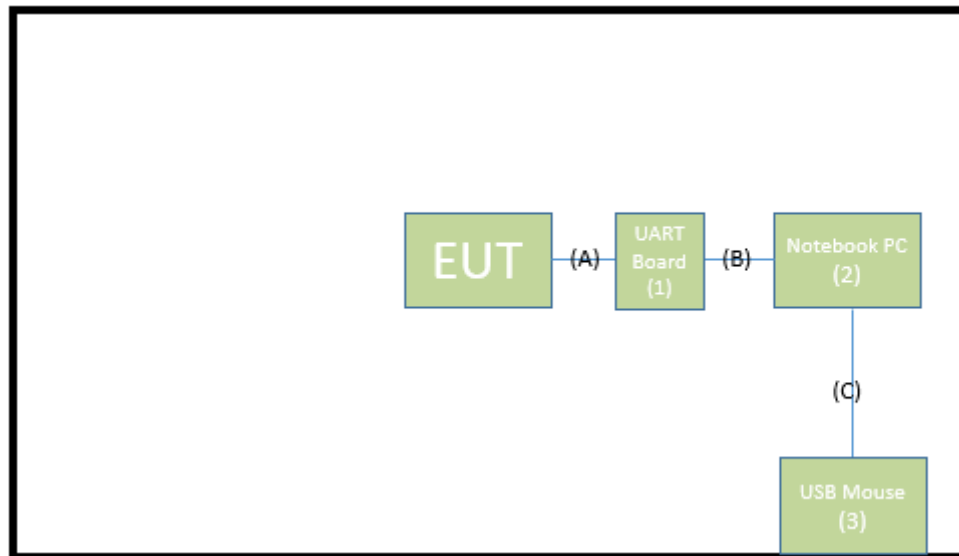 EUT
(A)
UART
Board
(1)
(B)
Notebook PC
(2)
(C)
USB Mouse
(3)